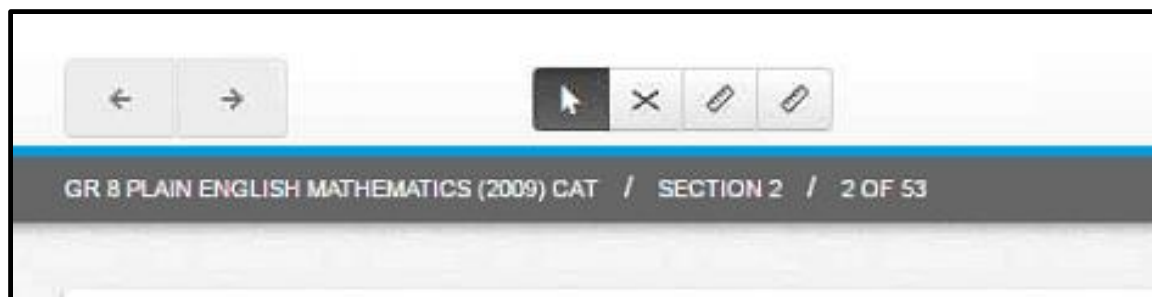 GR 8 PLAIN ENGLISH MATHEMATICS (2009) CAT / SECTION 2 / 2 OF 53